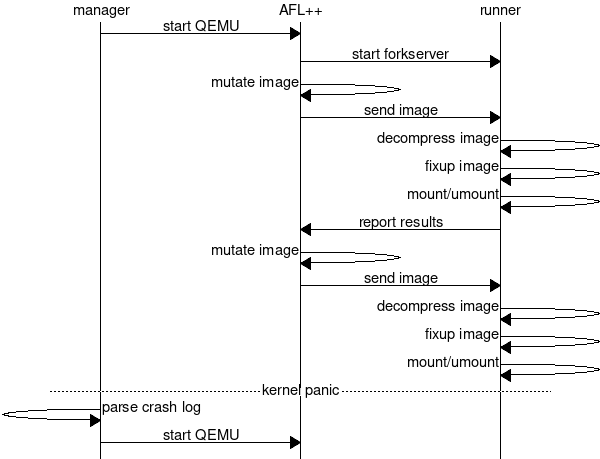 manager AFL++ runner
start QEMU
start forkserver
mutate image
send image
decompress image
fixup image
mount/umount
report results
mutate image
send image
decompress image
fixup image
mount/umount
kernel panic
parse crash log
start QEMU